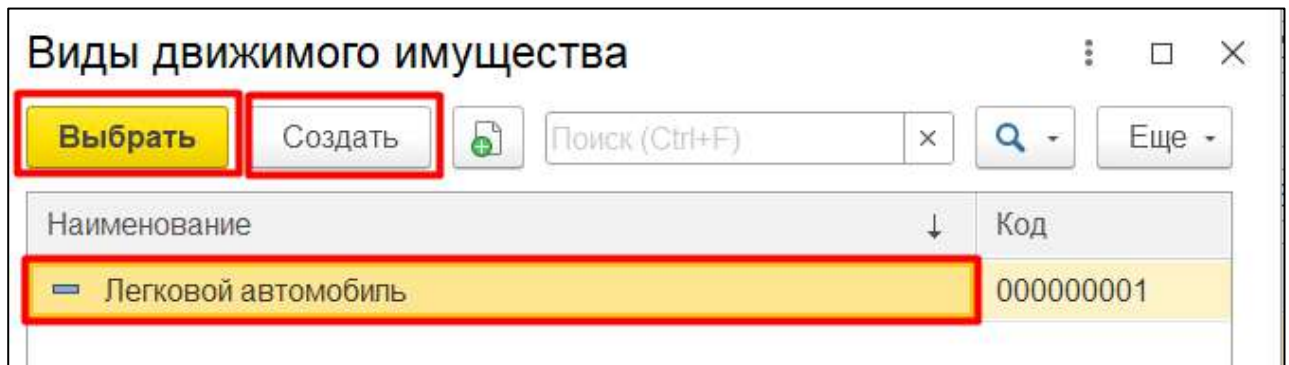 Виды движимого имущества
Выбрать Создать Поиск (Ctrl+F) Еще
Наименование Код
Легковой автомобиль 000000001